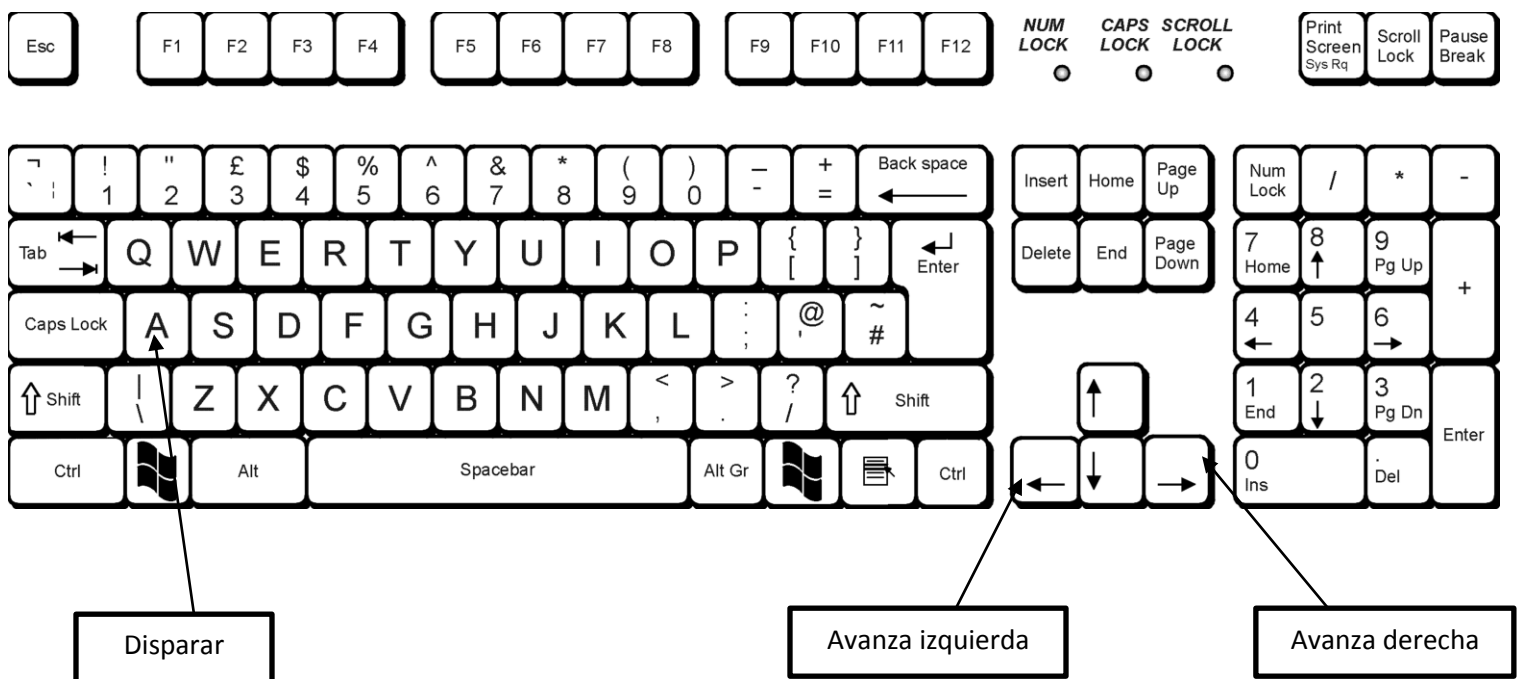 Esc F1 F2 F3 F4 F5 F6 F7 F8 F9 F10 F11 F12
NUM LOCK
CAPS LOCK
SCROLL LOCK
Print Screen Sys Rq
Scroll Lock
Pause Break
¬ ` ¦
! 1
" 2
£ 3
$ 4
% 5
^ 6
& 7
* 8
( 9
) 0
_ -
+ =
Back space
Insert Home Page Up
Num Lock / * -
Tab Q W E R T Y U I O P { [ } ] Enter
Delete End Page Down
7 Home
8 ↑
9 Pg Up
+
Caps Lock A S D F G H J K L : ; @ ' ~ #
4 ←
5
6 →
Shift | \ Z X C V B N M < , > . ? / Shift
↑
1 End
2 ↓
3 Pg Dn
Enter
Ctrl Alt Spacebar Alt Gr Ctrl
← ↓ →
0 Ins
. Del
Disparar
Avanza izquierda
Avanza derecha